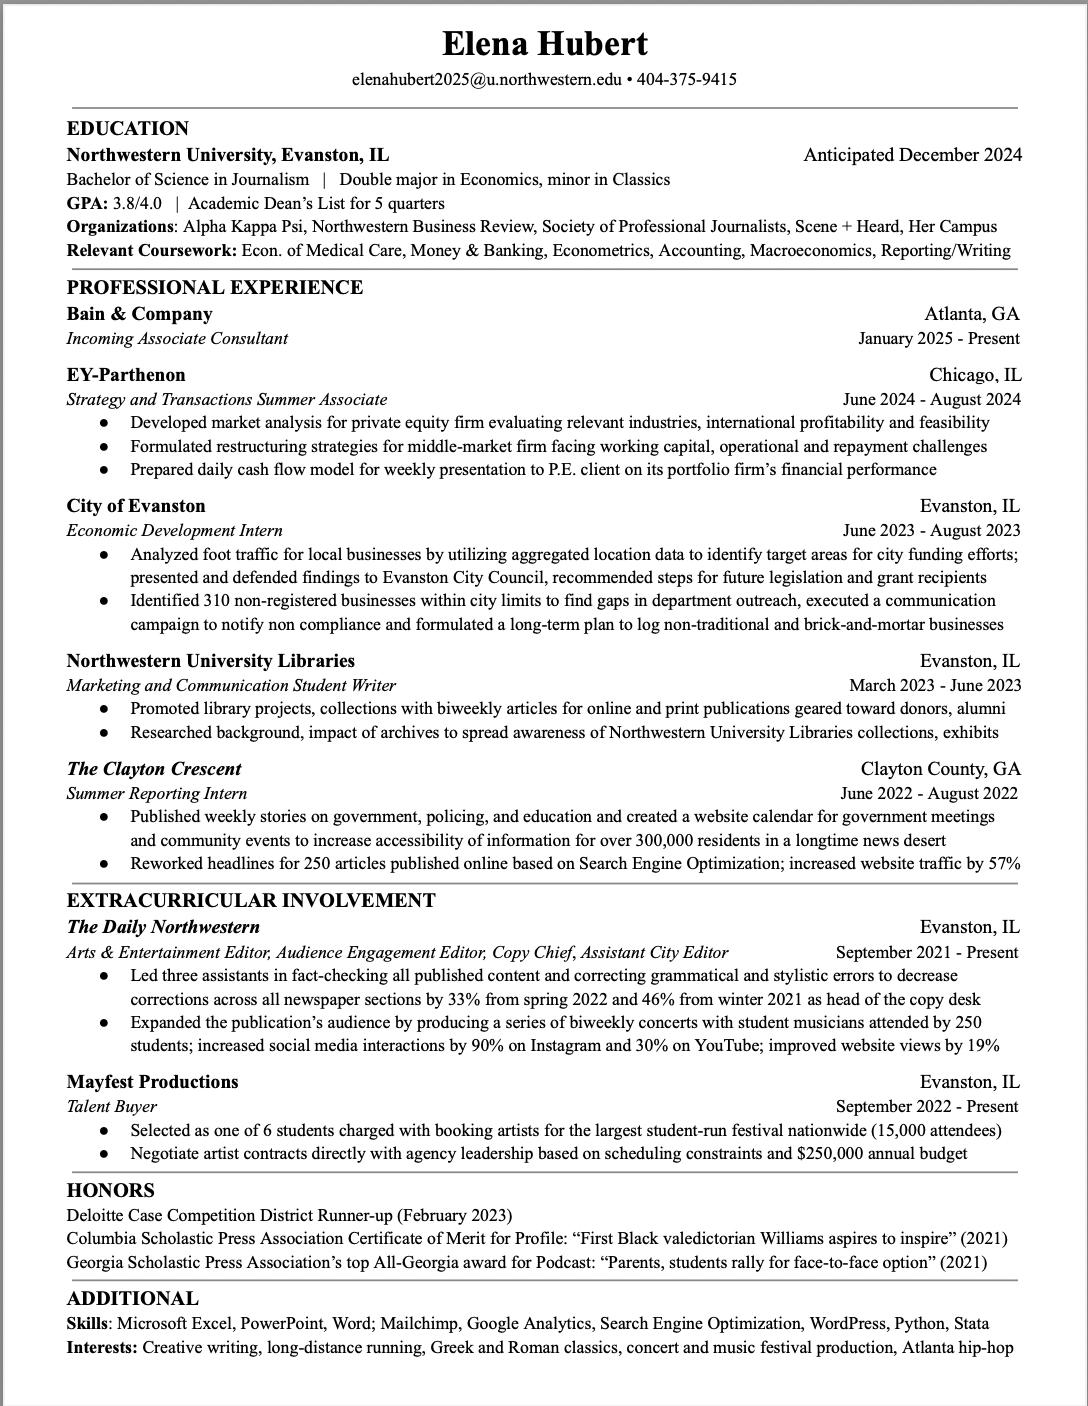 Elena Hubert
elenahubert2025@u.northwestern.edu • 404-375-9415
EDUCATION
Northwestern University, Evanston, IL Anticipated December 2024
Bachelor of Science in Journalism | Double major in Economics, minor in Classics
GPA: 3.8/4.0 | Academic Dean’s List for 5 quarters
Organizations: Alpha Kappa Psi, Northwestern Business Review, Society of Professional Journalists, Scene + Heard, Her Campus
Relevant Coursework: Econ. of Medical Care, Money & Banking, Econometrics, Accounting, Macroeconomics, Reporting/Writing
PROFESSIONAL EXPERIENCE
Bain & Company Atlanta, GA
Incoming Associate Consultant January 2025 - Present
EY-Parthenon Chicago, IL
Strategy and Transactions Summer Associate June 2024 - August 2024
● Developed market analysis for private equity firm evaluating relevant industries, international profitability and feasibility
● Formulated restructuring strategies for middle-market firm facing working capital, operational and repayment challenges
● Prepared daily cash flow model for weekly presentation to P.E. client on its portfolio firm’s financial performance
City of Evanston Evanston, IL
Economic Development Intern June 2023 - August 2023
● Analyzed foot traffic for local businesses by utilizing aggregated location data to identify target areas for city funding efforts;
presented and defended findings to Evanston City Council, recommended steps for future legislation and grant recipients
● Identified 310 non-registered businesses within city limits to find gaps in department outreach, executed a communication
campaign to notify non compliance and formulated a long-term plan to log non-traditional and brick-and-mortar businesses
Northwestern University Libraries Evanston, IL
Marketing and Communication Student Writer March 2023 - June 2023
● Promoted library projects, collections with biweekly articles for online and print publications geared toward donors, alumni
● Researched background, impact of archives to spread awareness of Northwestern University Libraries collections, exhibits
The Clayton Crescent Clayton County, GA
Summer Reporting Intern June 2022 - August 2022
● Published weekly stories on government, policing, and education and created a website calendar for government meetings
and community events to increase accessibility of information for over 300,000 residents in a longtime news desert
● Reworked headlines for 250 articles published online based on Search Engine Optimization; increased website traffic by 57%
EXTRACURRICULAR INVOLVEMENT
The Daily Northwestern Evanston, IL
Arts & Entertainment Editor, Audience Engagement Editor, Copy Chief, Assistant City Editor September 2021 - Present
● Led three assistants in fact-checking all published content and correcting grammatical and stylistic errors to decrease
corrections across all newspaper sections by 33% from spring 2022 and 46% from winter 2021 as head of the copy desk
● Expanded the publication’s audience by producing a series of biweekly concerts with student musicians attended by 250
students; increased social media interactions by 90% on Instagram and 30% on YouTube; improved website views by 19%
Mayfest Productions Evanston, IL
Talent Buyer September 2022 - Present
● Selected as one of 6 students charged with booking artists for the largest student-run festival nationwide (15,000 attendees)
● Negotiate artist contracts directly with agency leadership based on scheduling constraints and $250,000 annual budget
HONORS
Deloitte Case Competition District Runner-up (February 2023)
Columbia Scholastic Press Association Certificate of Merit for Profile: “First Black valedictorian Williams aspires to inspire” (2021)
Georgia Scholastic Press Association’s top All-Georgia award for Podcast: “Parents, students rally for face-to-face option” (2021)
ADDITIONAL
Skills: Microsoft Excel, PowerPoint, Word; Mailchimp, Google Analytics, Search Engine Optimization, WordPress, Python, Stata
Interests: Creative writing, long-distance running, Greek and Roman classics, concert and music festival production, Atlanta hip-hop